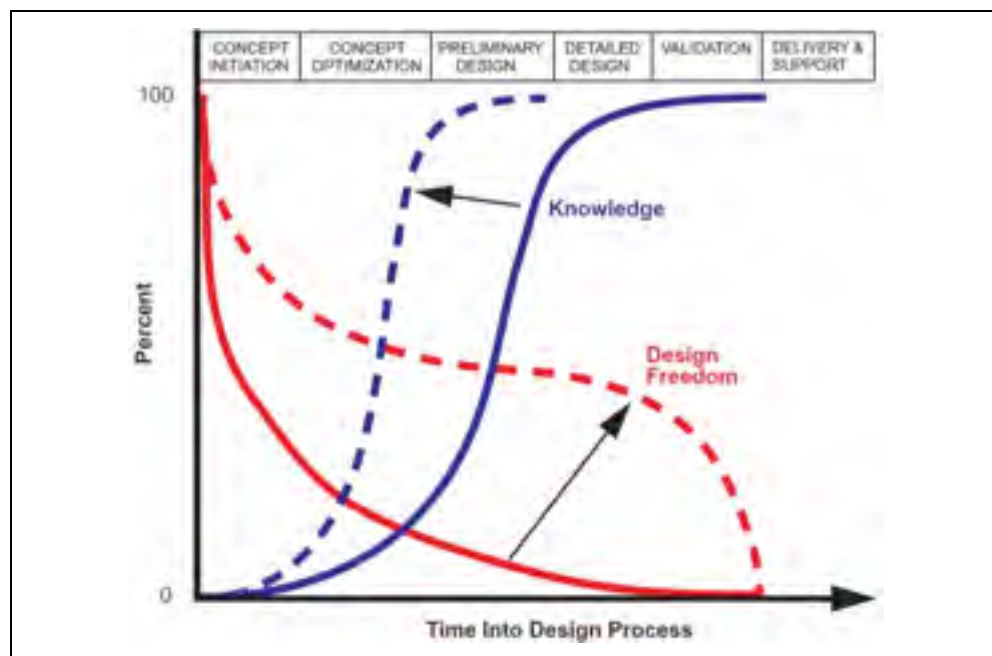 CONCEPT
INITIATION
CONCEPT
OPTIMIZATION
PRELIMINARY
DESIGN
DETAILED
DESIGN
VALIDATION
DELIVERY &
SUPPORT
100
Knowledge
Percent
Design
Freedom
0
Time Into Design Process